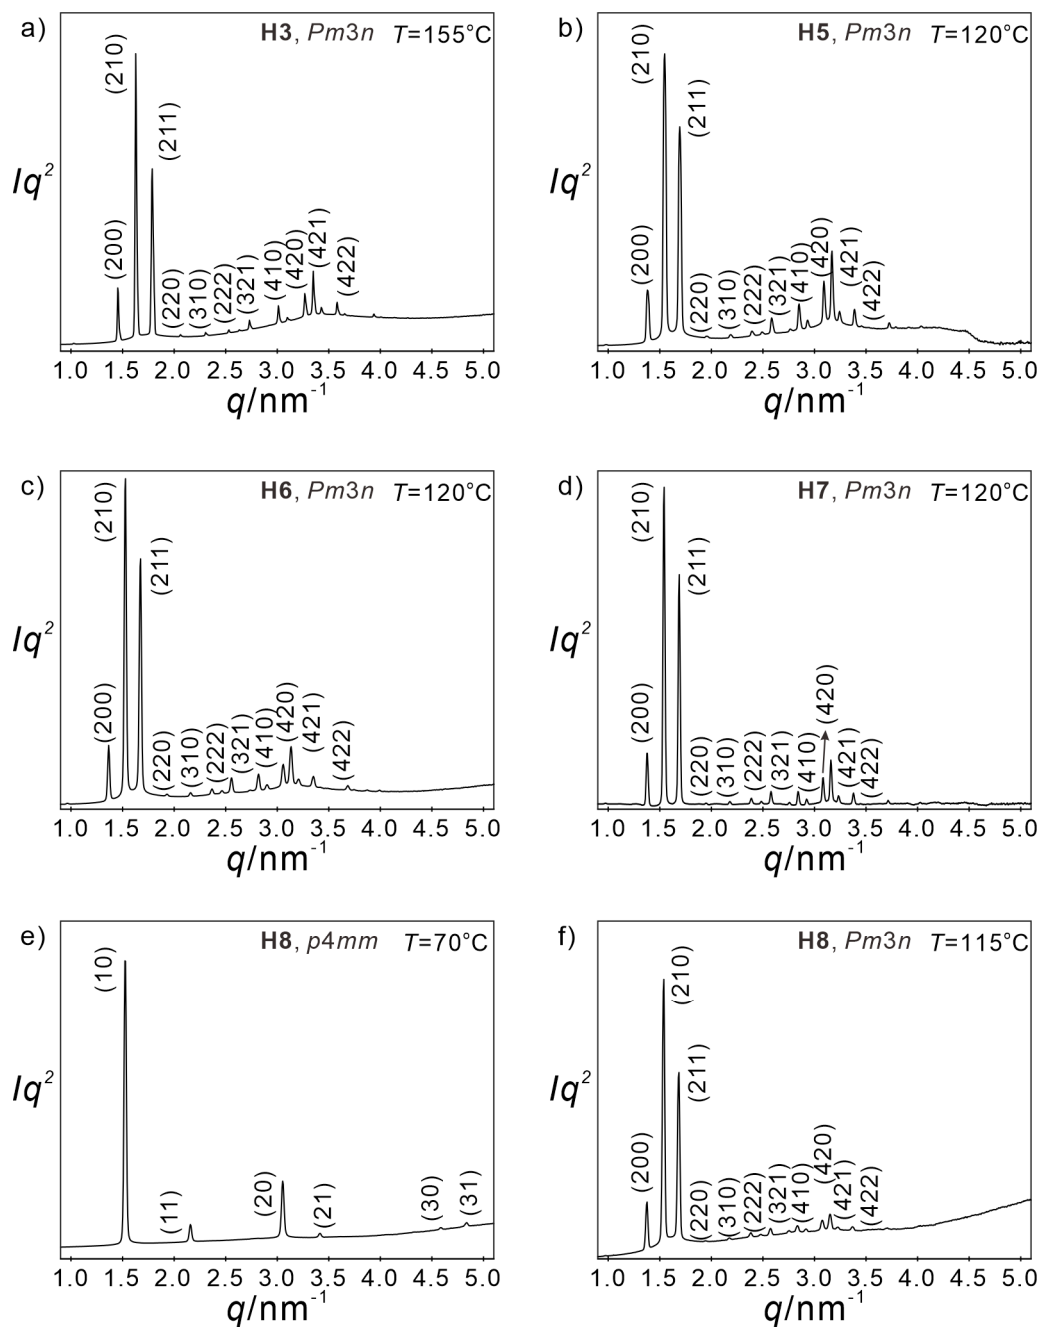 a) H3, Pm3n T=155°C
(210)
(211)
(200)
(220)
(310)
(222)
(321)
(410)
(420)
(421)
(422)
Iq²
1.0 1.5 2.0 2.5 3.0 3.5 4.0 4.5 5.0
q/nm⁻¹
b) H5, Pm3n T=120°C
(210)
(211)
(200)
(220)
(310)
(222)
(321)
(410)
(420)
(421)
(422)
Iq²
1.0 1.5 2.0 2.5 3.0 3.5 4.0 4.5 5.0
q/nm⁻¹
c) H6, Pm3n T=120°C
(210)
(211)
(200)
(220)
(310)
(222)
(321)
(410)
(420)
(421)
(422)
Iq²
1.0 1.5 2.0 2.5 3.0 3.5 4.0 4.5 5.0
q/nm⁻¹
d) H7, Pm3n T=120°C
(210)
(211)
(200)
(220)
(310)
(222)
(321)
(410)
(420)
(421)
(422)
Iq²
1.0 1.5 2.0 2.5 3.0 3.5 4.0 4.5 5.0
q/nm⁻¹
e) H8, p4mm T=70°C
(10)
(11)
(20)
(21)
(30)
(31)
Iq²
1.0 1.5 2.0 2.5 3.0 3.5 4.0 4.5 5.0
q/nm⁻¹
f) H8, Pm3n T=115°C
(210)
(211)
(200)
(220)
(310)
(222)
(321)
(410)
(420)
(421)
(422)
Iq²
1.0 1.5 2.0 2.5 3.0 3.5 4.0 4.5 5.0
q/nm⁻¹